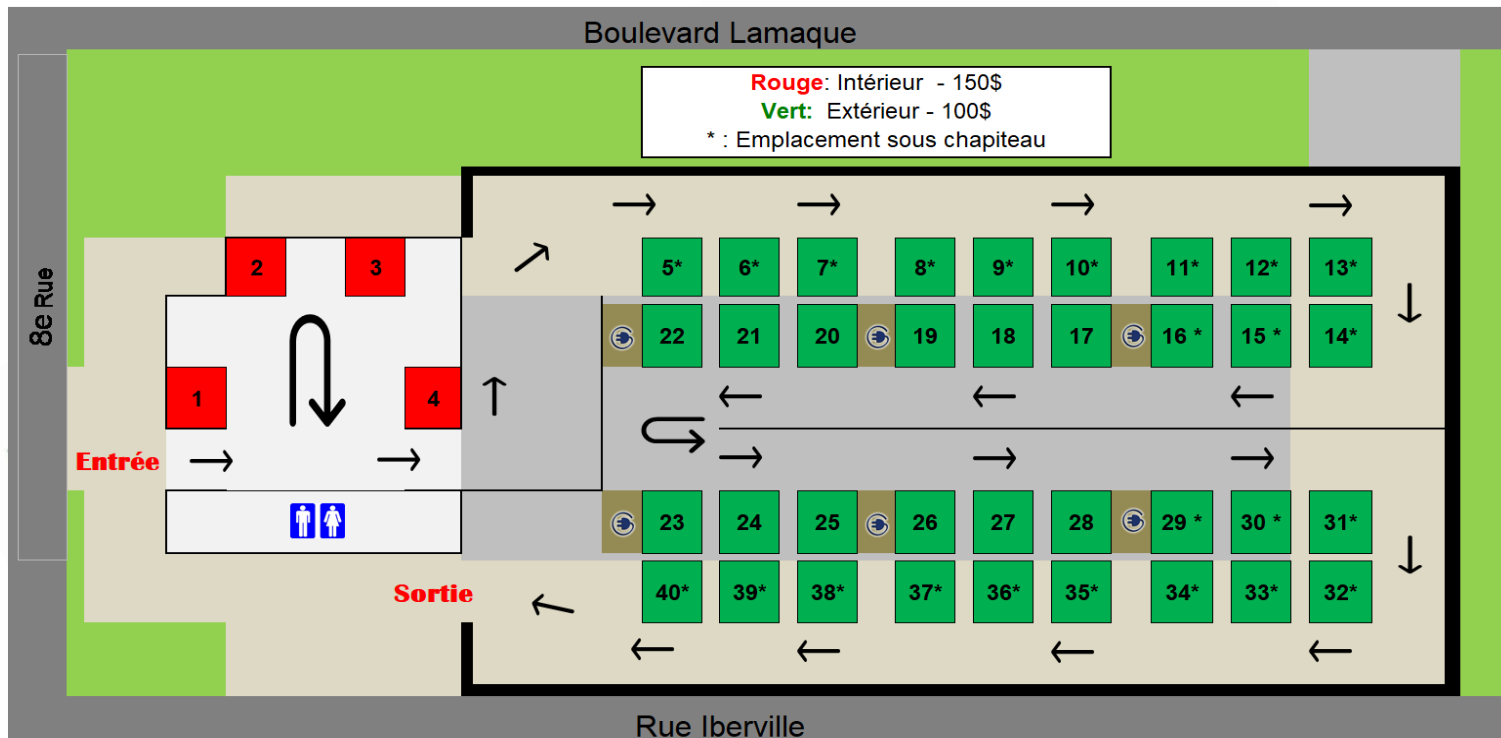 Boulevard Lamaque
Rouge: Intérieur - 150$
Vert: Extérieur - 100$
* : Emplacement sous chapiteau
8e Rue
2 3
5* 6* 7* 8* 9* 10* 11* 12* 13*
22 21 20 19 18 17 16 * 15 * 14*
1 4
Entrée
23 24 25 26 27 28 29 * 30 * 31*
Sortie
40* 39* 38* 37* 36* 35* 34* 33* 32*
Rue Iberville